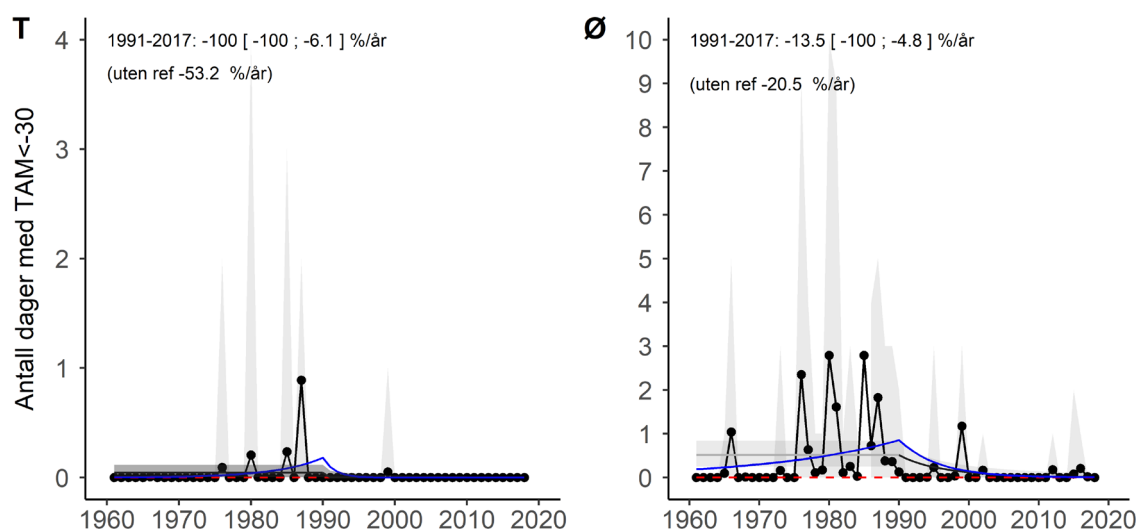 T
1991-2017: -100 [ -100 ; -6.1 ] %/år
(uten ref -53.2 %/år)
Antall dager med TAM<-30
4
3
2
1
0
1960 1970 1980 1990 2000 2010 2020
Ø
1991-2017: -13.5 [ -100 ; -4.8 ] %/år
(uten ref -20.5 %/år)
10
9
8
7
6
5
4
3
2
1
0
1960 1970 1980 1990 2000 2010 2020